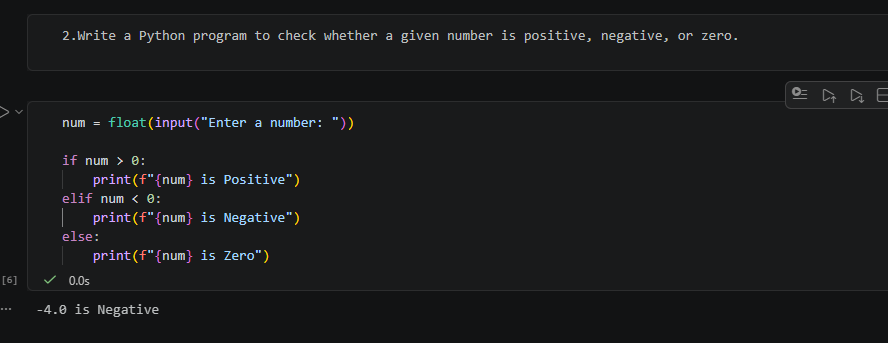 2.Write a Python program to check whether a given number is positive, negative, or zero.
num = float(input("Enter a number: "))
if num > 0:
    print(f"{num} is Positive")
elif num < 0:
    print(f"{num} is Negative")
else:
    print(f"{num} is Zero")
[6] 0.0s
... -4.0 is Negative